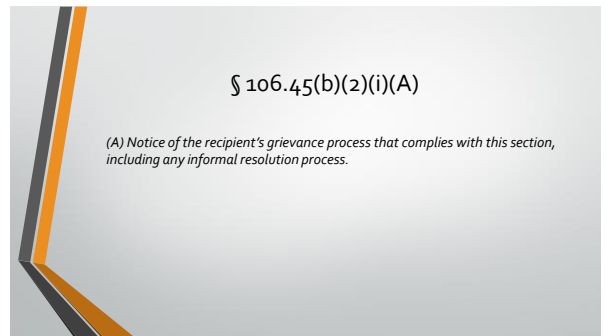 § 106.45(b)(2)(i)(A)
(A) Notice of the recipient’s grievance process that complies with this section,
including any informal resolution process.